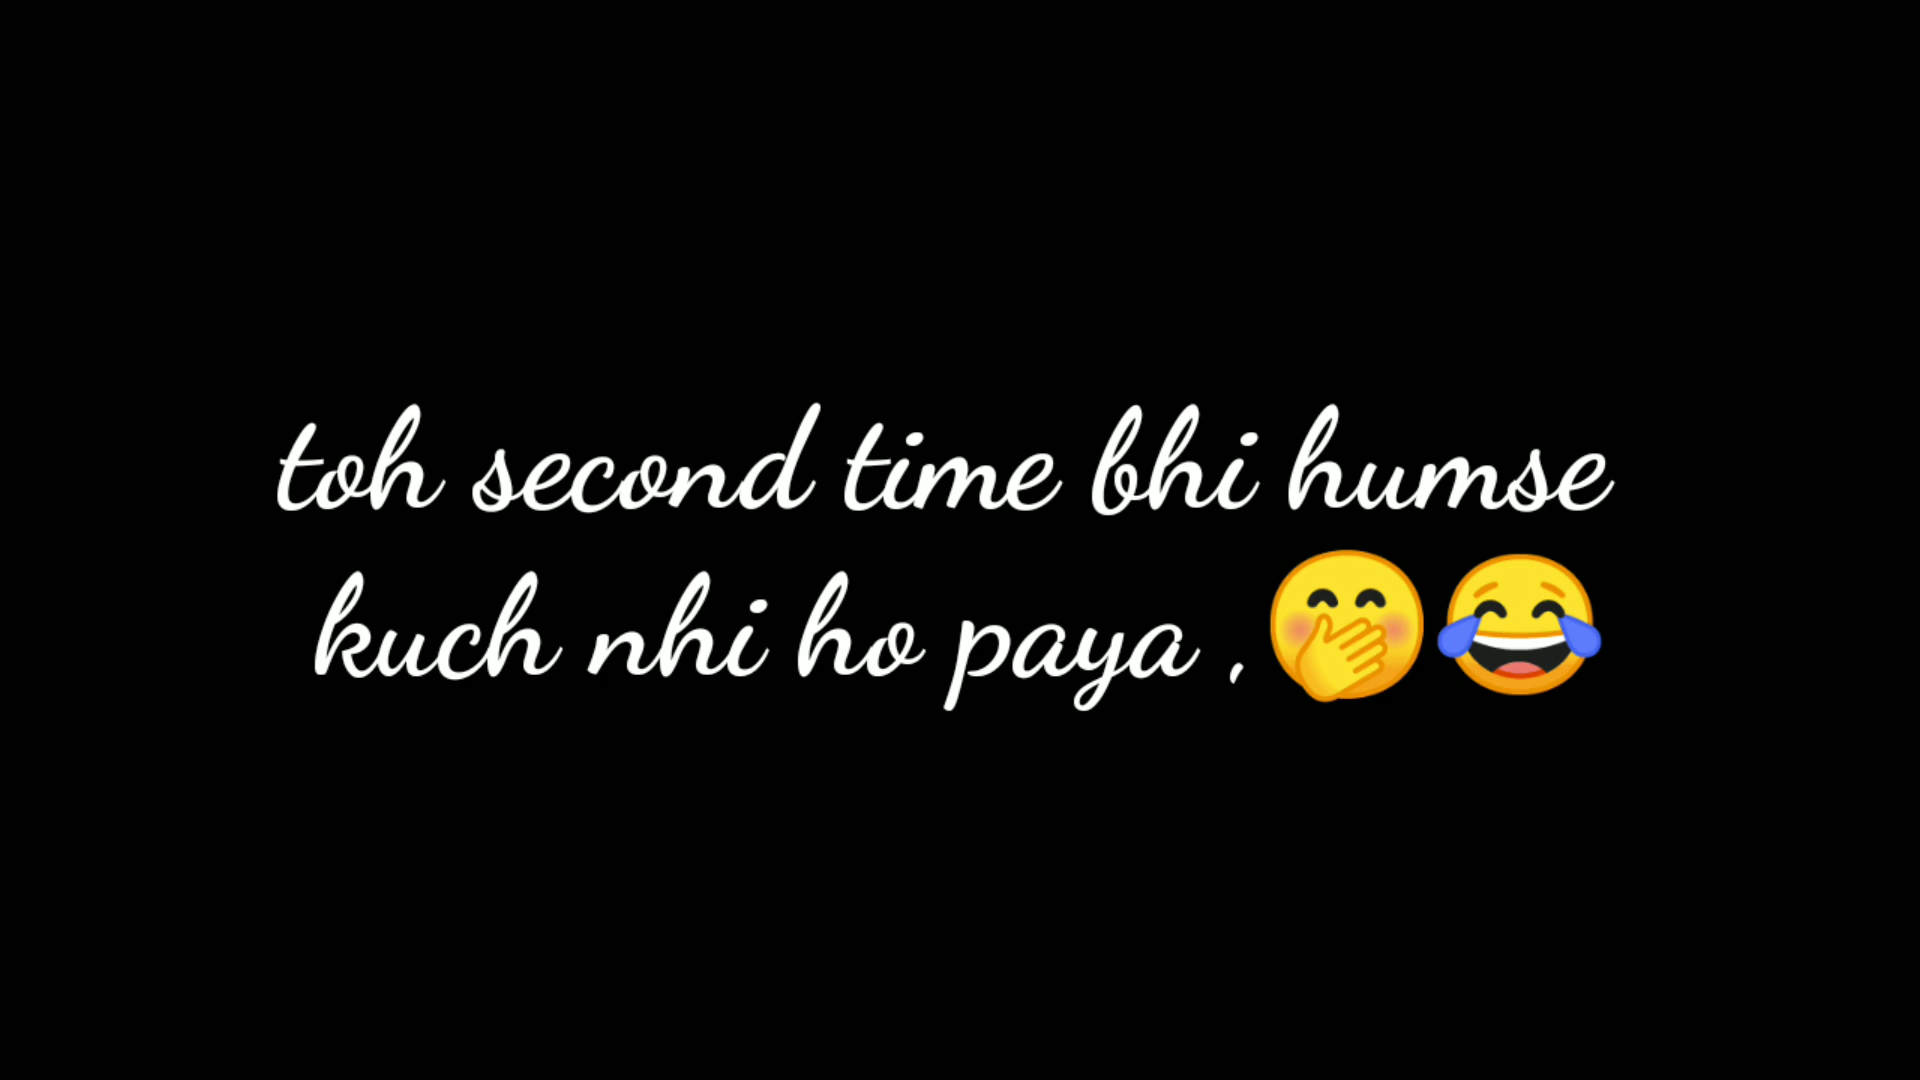 toh second time bhi humse
kuch nhi ho paya ,🤭😂